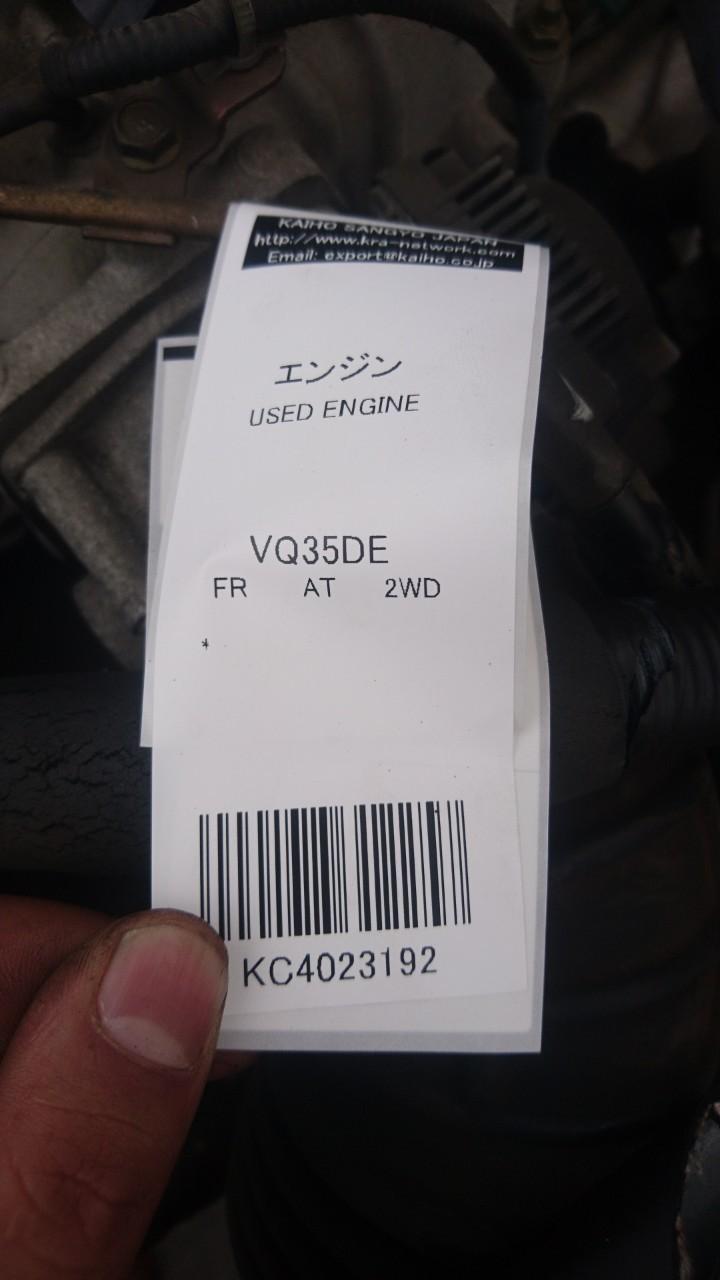 KAIHO SANGYO JAPAN
http://www.kra-network.com
Email: export@kaiho.co.jp
エンジン
USED ENGINE
VQ35DE
FR AT 2WD
*
KC4023192